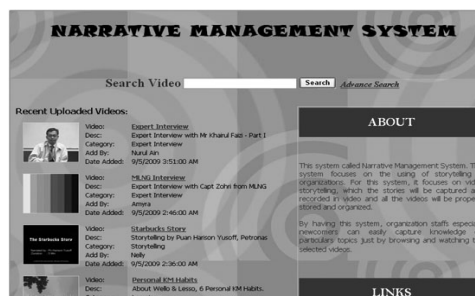 NARRATIVE MANAGEMENT SYSTEM
Search Video Search Advance Search
Recent Uploaded Videos:
Video: Expert Interview
Desc: Expert Interview with Mr Khairul Faizi - Part I
Category: Expert Interview
Add By: Nurul Ain
Date Added: 9/5/2009 3:51:00 AM
Video: MLNG Interview
Desc: Expert Interview with Capt Zohri from MLNG
Category: Expert Interview
Add By: Amyra
Date Added: 9/5/2009 2:46:00 AM
The Starbucks Story
Video: Starbucks Story
Desc: Storytelling by Puan Hanson Yusoff, Petronas
Category: Storytelling
Add By: Nelly
Date Added: 9/5/2009 2:36:00 AM
Video: Personal KM Habits
Desc: About Wello & Lesso, 6 Personal KM Habits.
ABOUT
This system called Narrative Management System. T
system focuses on the using of storytelling
organizations. For this system, it focuses on vid
storytelling, which the stories will be captured a
recorded in video and all the videos will be prope
stored and organized.
By having this system, organization staffs especia
newcomers can easily capture knowledge
particulars topics just by browsing and watching t
selected videos.
LINKS